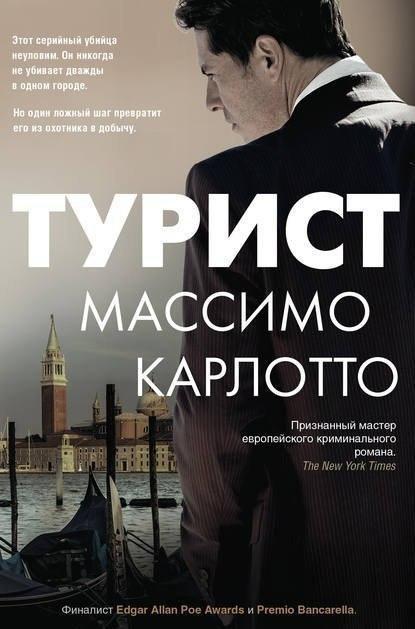 Этот серийный убийца
неуловим. Он никогда
не убивает дважды
в одном городе.
Но один ложный шаг превратит
его из охотника в добычу.
ТУРИСТ
МАССИМО
КАРЛОТТО
Признанный мастер
европейского криминального
романа.
The New York Times
Финалист Edgar Allan Poe Awards и Premio Bancarella.